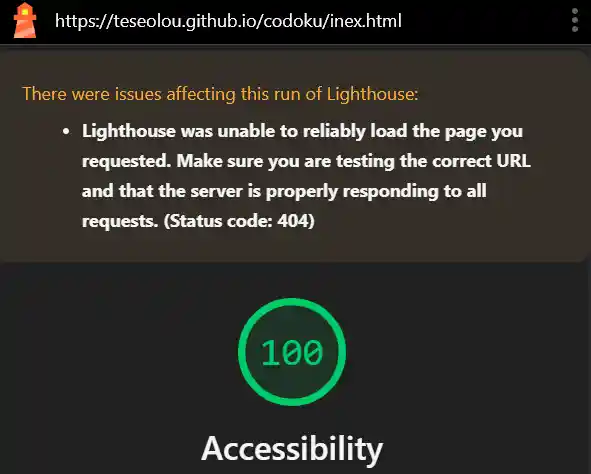 https://teseolou.github.io/codoku/inex.html
There were issues affecting this run of Lighthouse:
• Lighthouse was unable to reliably load the page you
requested. Make sure you are testing the correct URL
and that the server is properly responding to all
requests. (Status code: 404)
100
Accessibility